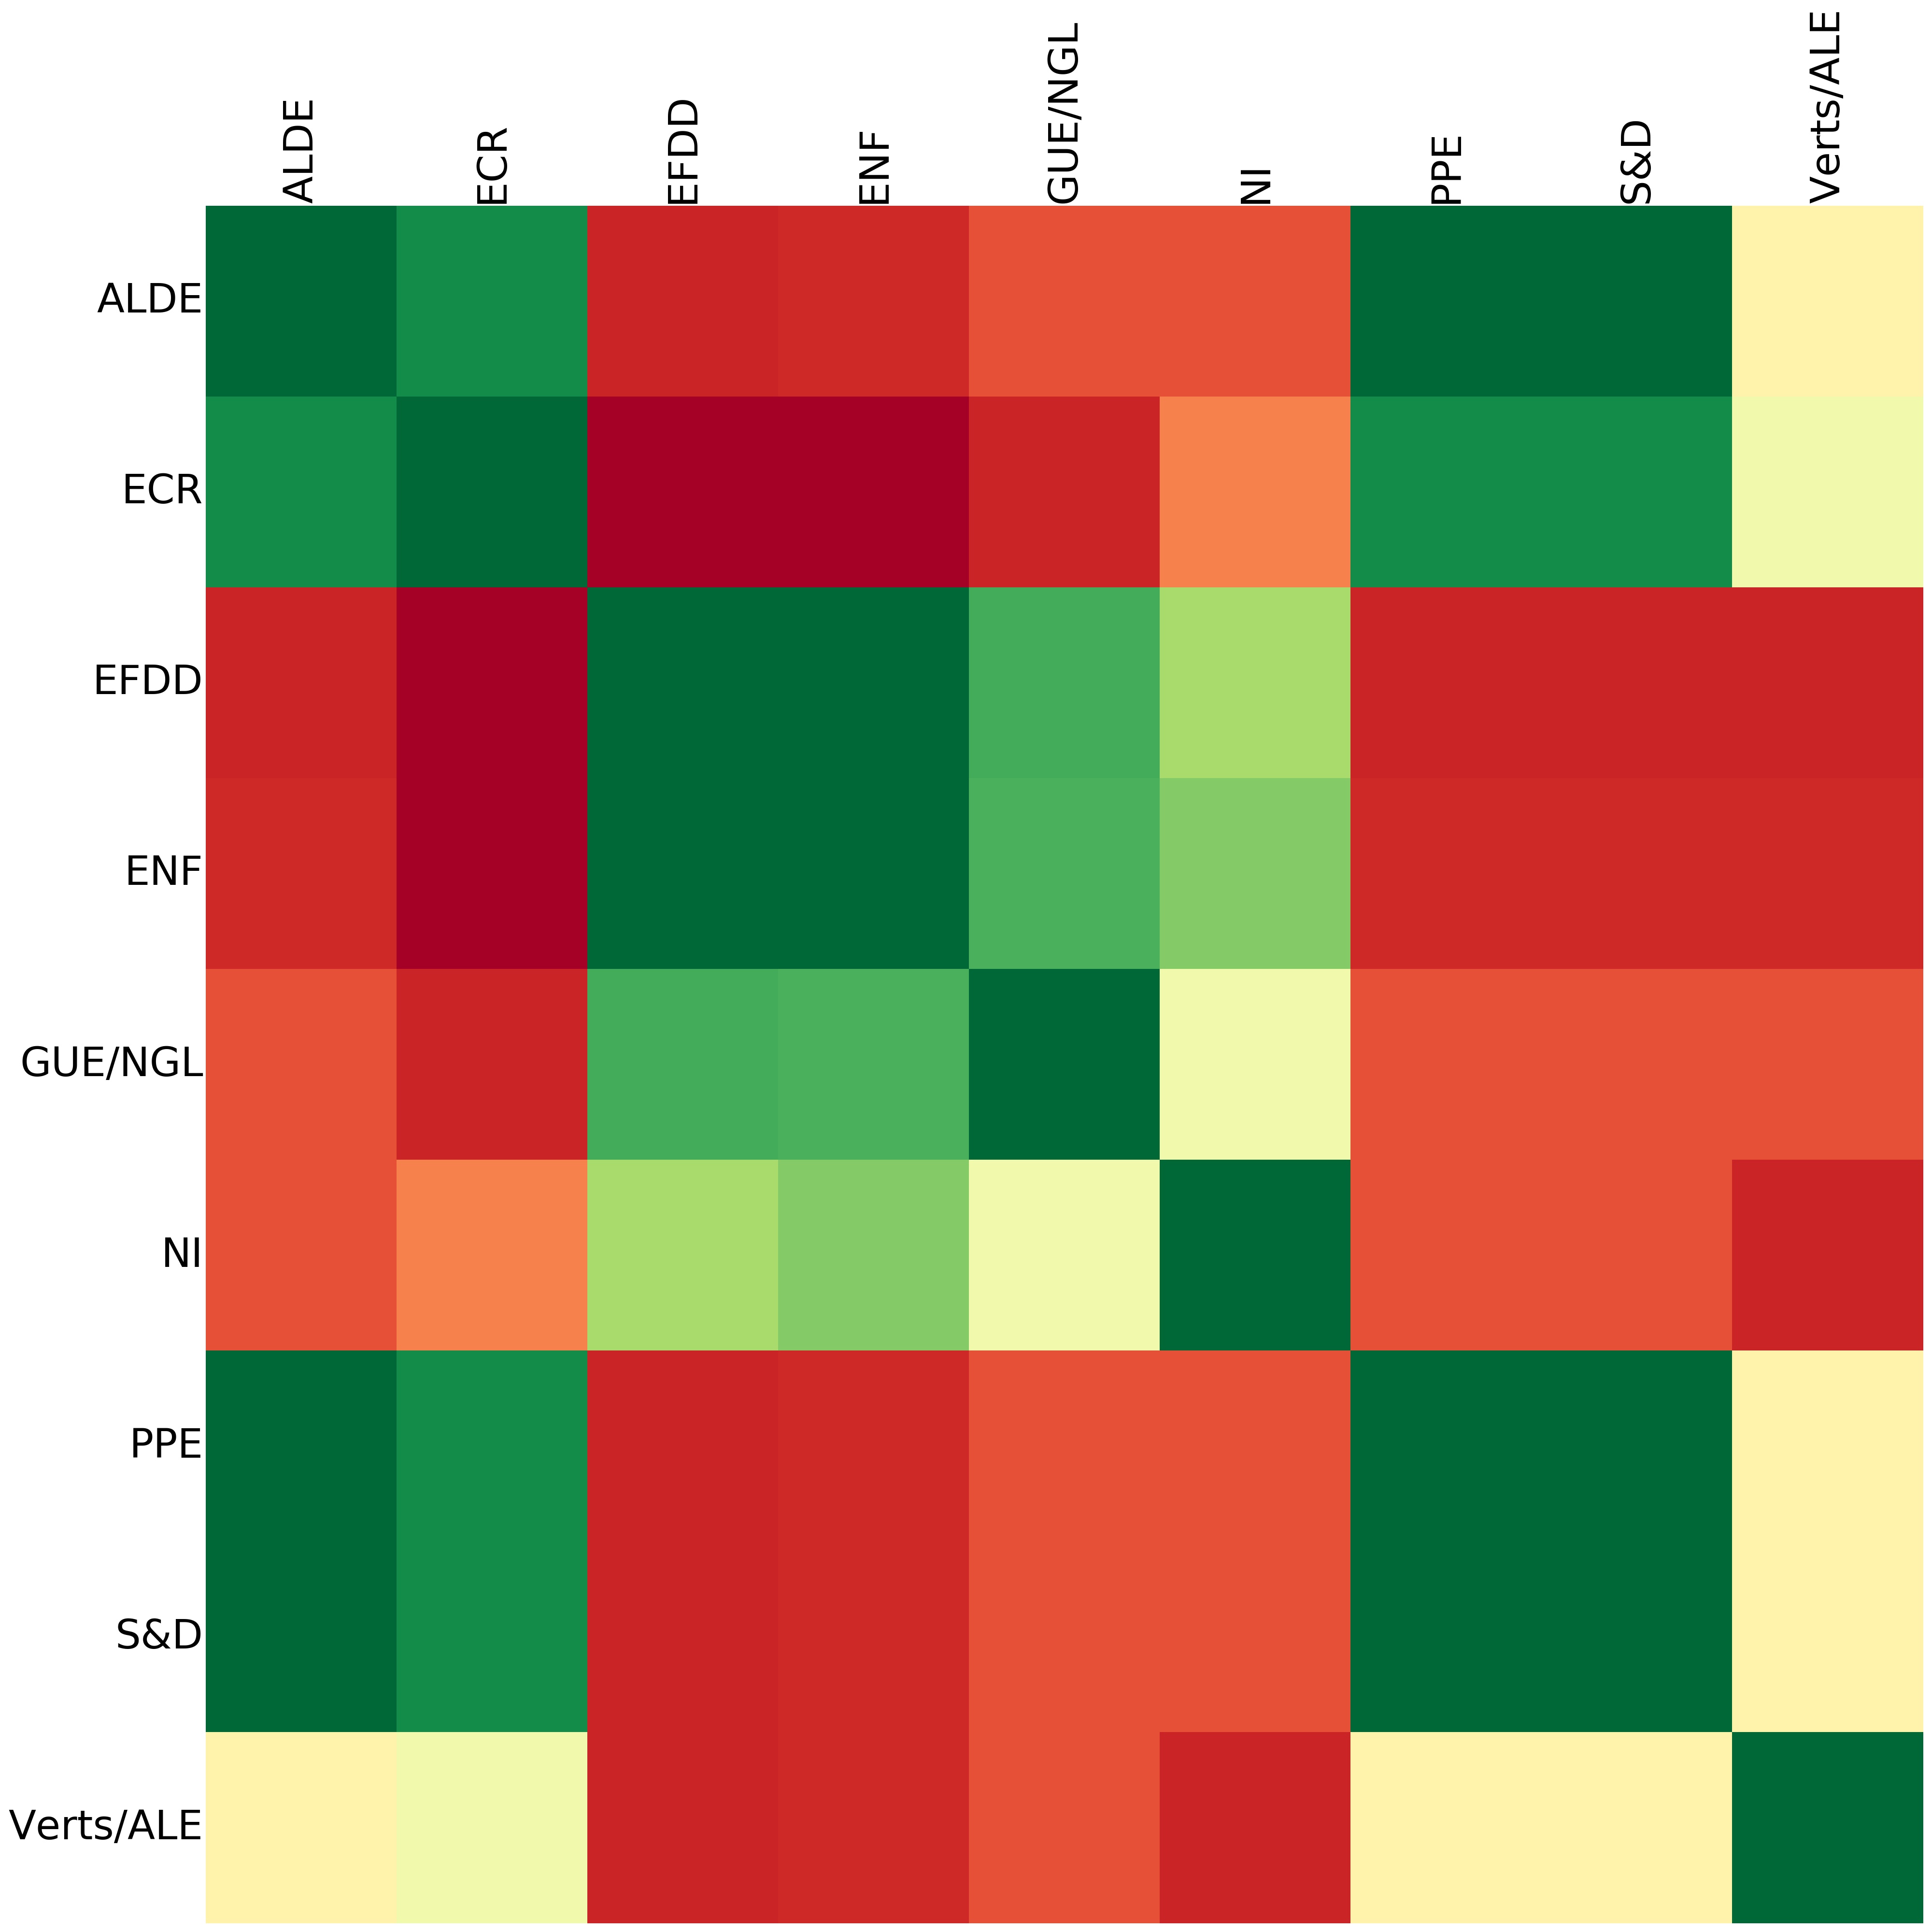 ALDE
ECR
EFDD
ENF
GUE/NGL
NI
PPE
S&D
Verts/ALE
ALDE
ECR
EFDD
ENF
GUE/NGL
NI
PPE
S&D
Verts/ALE